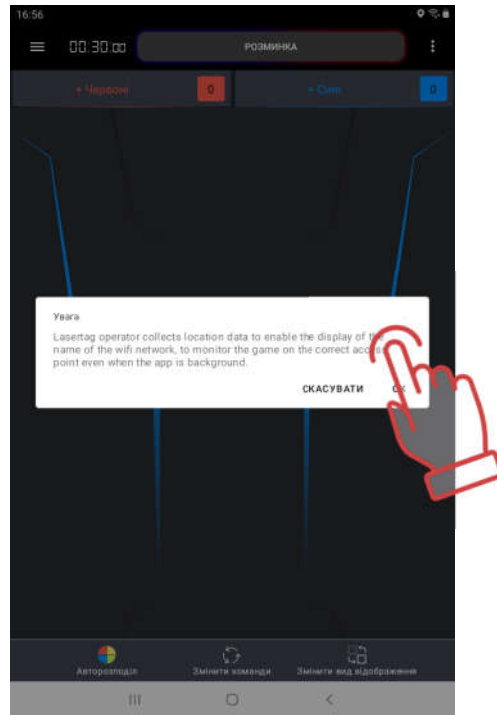 16:56
00:30:00
РОЗМИНКА
+ Червоні
0
+ Сині
0
Увага
Lasertag operator collects location data to enable the display of the
name of the wifi network, to monitor the game on the correct access
point even when the app is background.
СКАСУВАТИ
Авторозподіл
Змінити команди
Змінити вид відображення